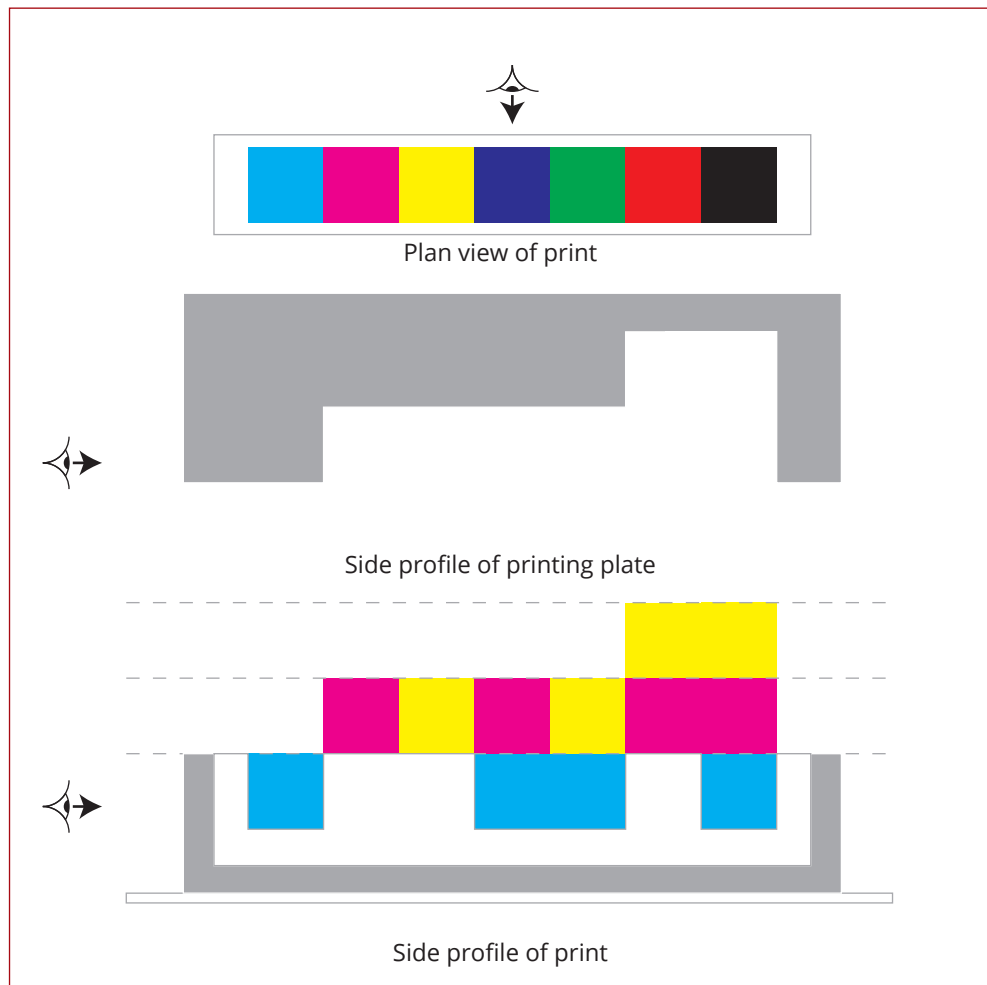 Plan view of print
Side profile of printing plate
Side profile of print